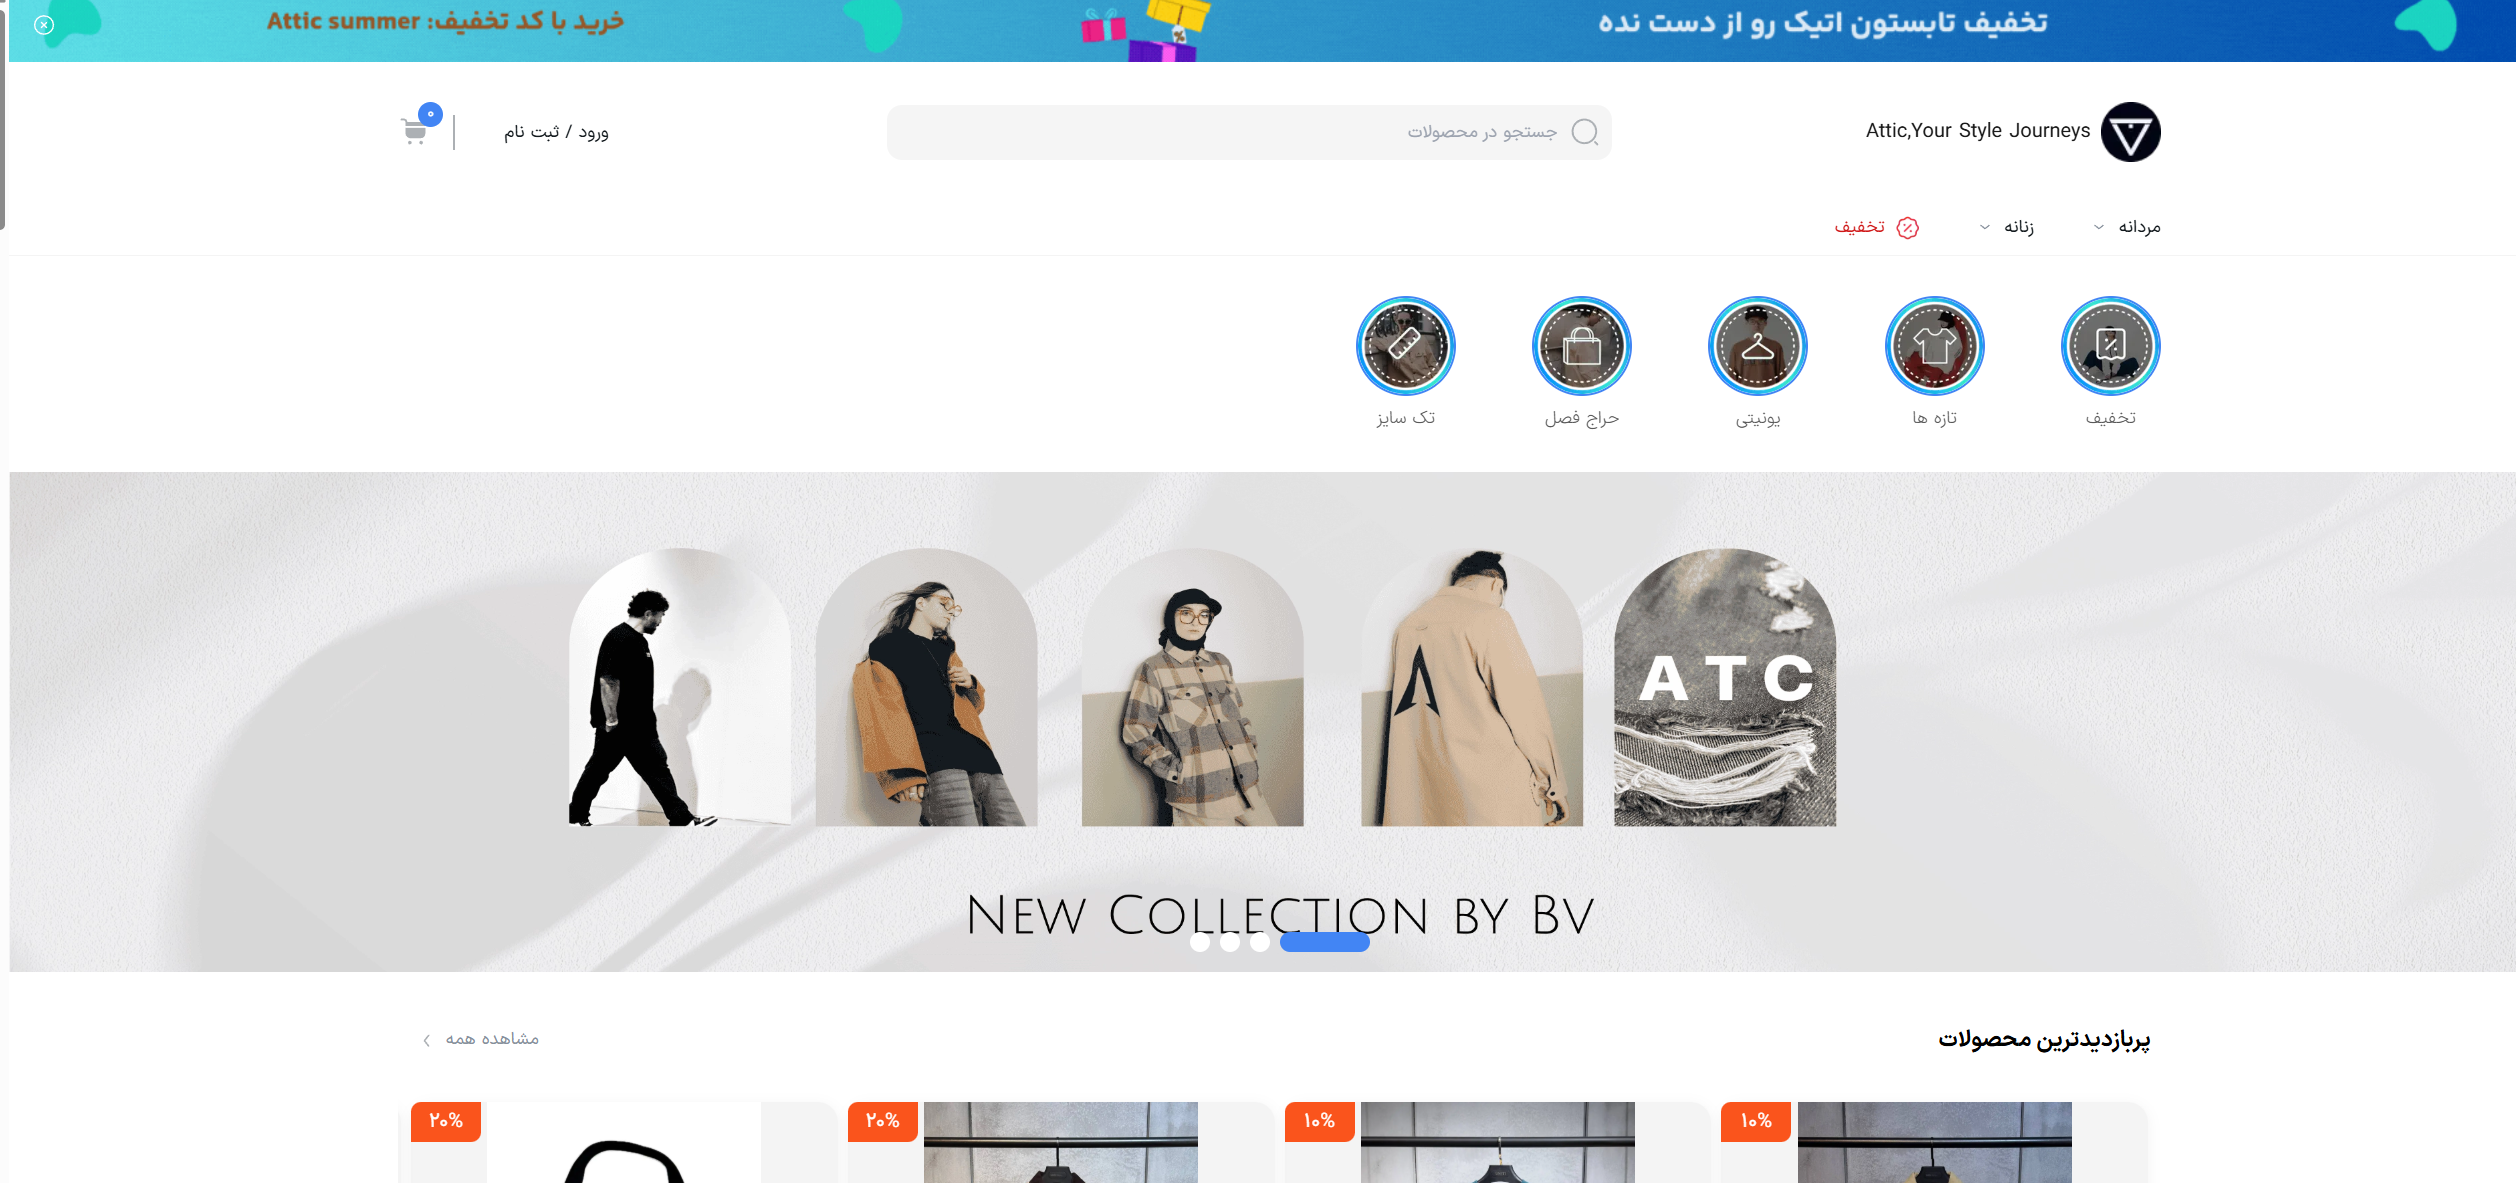 تخفیف تابستون اتیک رو از دست نده
خرید با کد تخفیف: Attic summer
Attic,Your Style Journeys
جستجو در محصولات
ورود / ثبت نام
۰
مردانه
زنانه
تخفیف
تخفیف
تازه ها
یونیتی
حراج فصل
تک سایز
ATC
NEW COLLECTION BY BV
پربازدیدترین محصولات
مشاهده همه
۱۰%
۱۰%
۲۰%
۲۰%